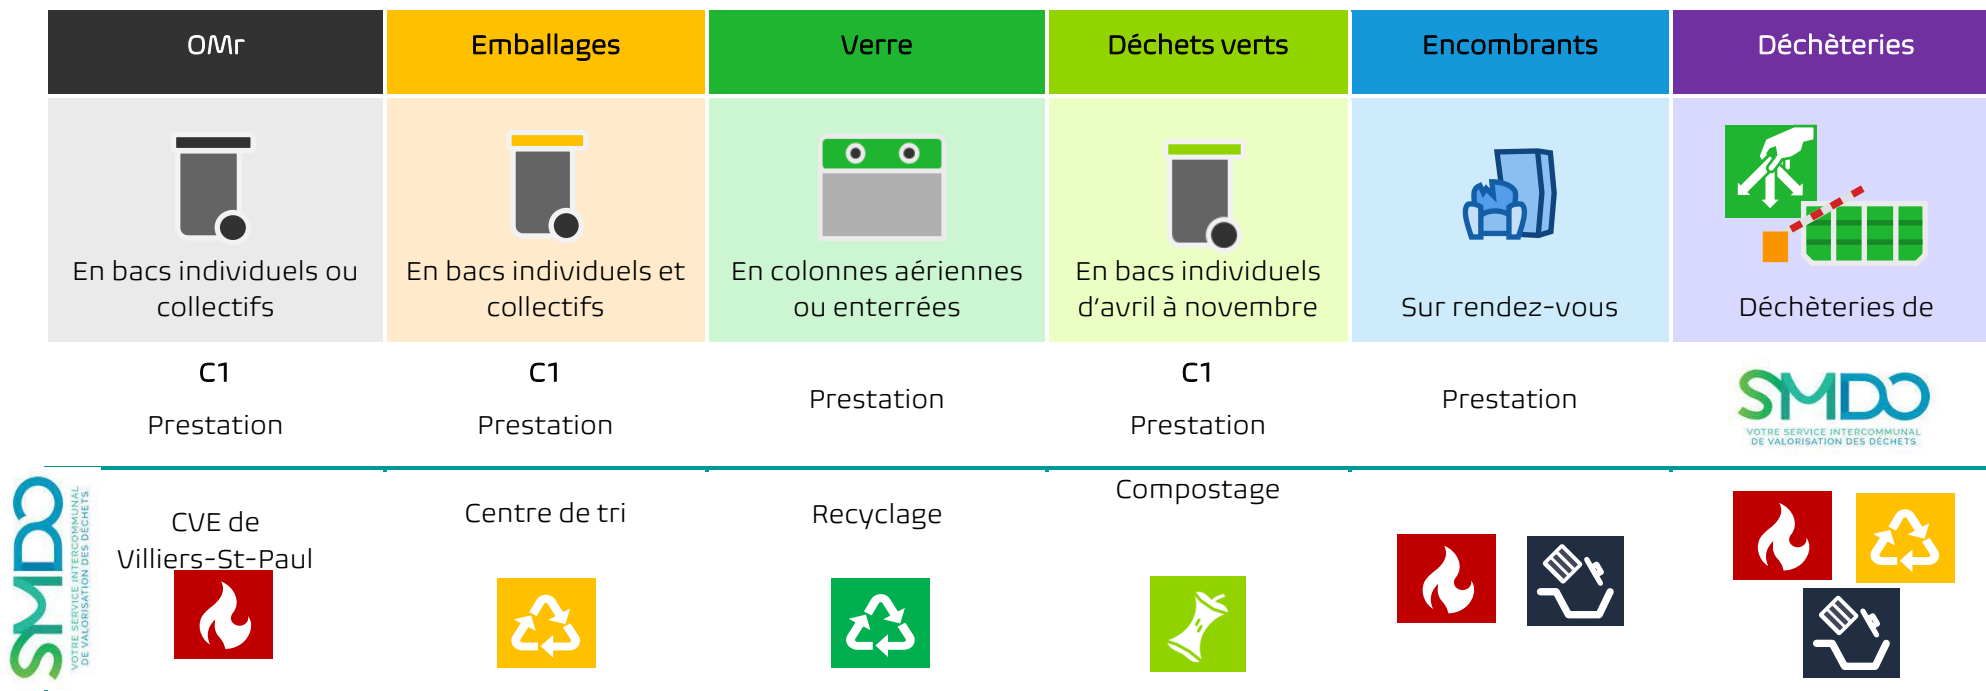 OMr
Emballages
Verre
Déchets verts
Encombrants
Déchèteries
En bacs individuels ou
collectifs
En bacs individuels et
collectifs
En colonnes aériennes
ou enterrées
En bacs individuels
d'avril à novembre
Sur rendez-vous
Déchèteries de
C1
Prestation
C1
Prestation
Prestation
C1
Prestation
Prestation
SMDO
VOTRE SERVICE INTERCOMMUNAL
DE VALORISATION DES DÉCHETS
SMDO
VOTRE SERVICE INTERCOMMUNAL
DE VALORISATION DES DÉCHETS
CVE de
Villiers-St-Paul
Centre de tri
Recyclage
Compostage